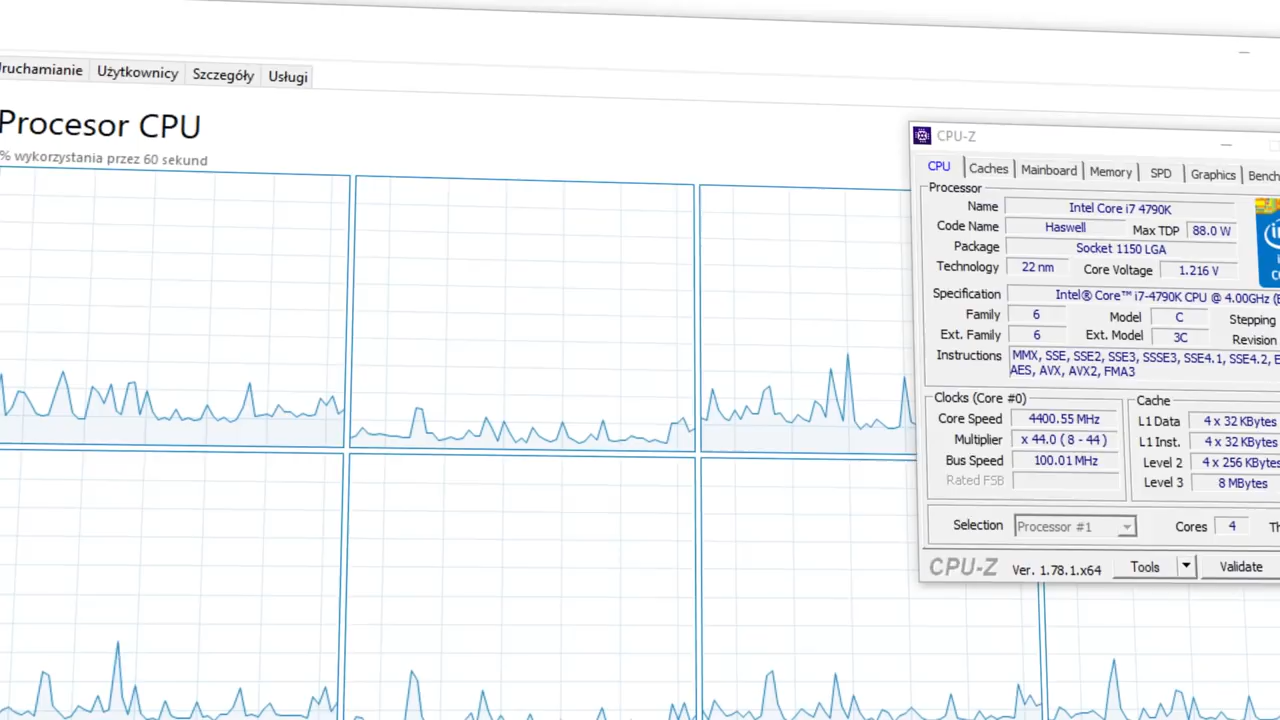 Uruchamianie Użytkownicy Szczegóły Usługi
Procesor CPU
% wykorzystania przez 60 sekund
CPU-Z
CPU Caches Mainboard Memory SPD Graphics Bench
Processor
Name Intel Core i7 4790K
Code Name Haswell Max TDP 88.0 W
Package Socket 1150 LGA
Technology 22 nm Core Voltage 1.216 V
Specification Intel® Core™ i7-4790K CPU @ 4.00GHz (E
Family 6 Model C Stepping
Ext. Family 6 Ext. Model 3C Revision
Instructions MMX, SSE, SSE2, SSE3, SSSE3, SSE4.1, SSE4.2, E
AES, AVX, AVX2, FMA3
Clocks (Core #0)
Core Speed 4400.55 MHz
Multiplier x 44.0 ( 8 - 44 )
Bus Speed 100.01 MHz
Rated FSB
Cache
L1 Data 4 x 32 KBytes
L1 Inst. 4 x 32 KBytes
Level 2 4 x 256 KBytes
Level 3 8 MBytes
Selection Processor #1 Cores 4 Th
CPU-Z Ver. 1.78.1.x64 Tools Validate